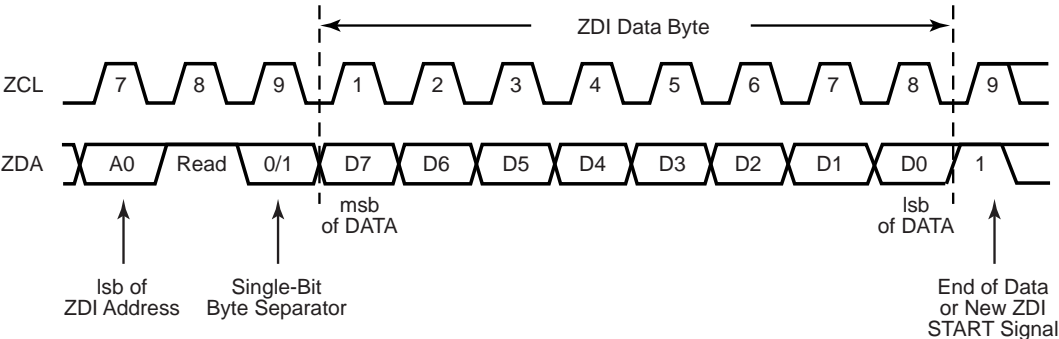 ZDI Data Byte
ZCL 7 8 9 1 2 3 4 5 6 7 8 9
ZDA A0 Read 0/1 D7 D6 D5 D4 D3 D2 D1 D0 1
msb
of DATA
lsb
of DATA
lsb of
ZDI Address
Single-Bit
Byte Separator
End of Data
or New ZDI
START Signal